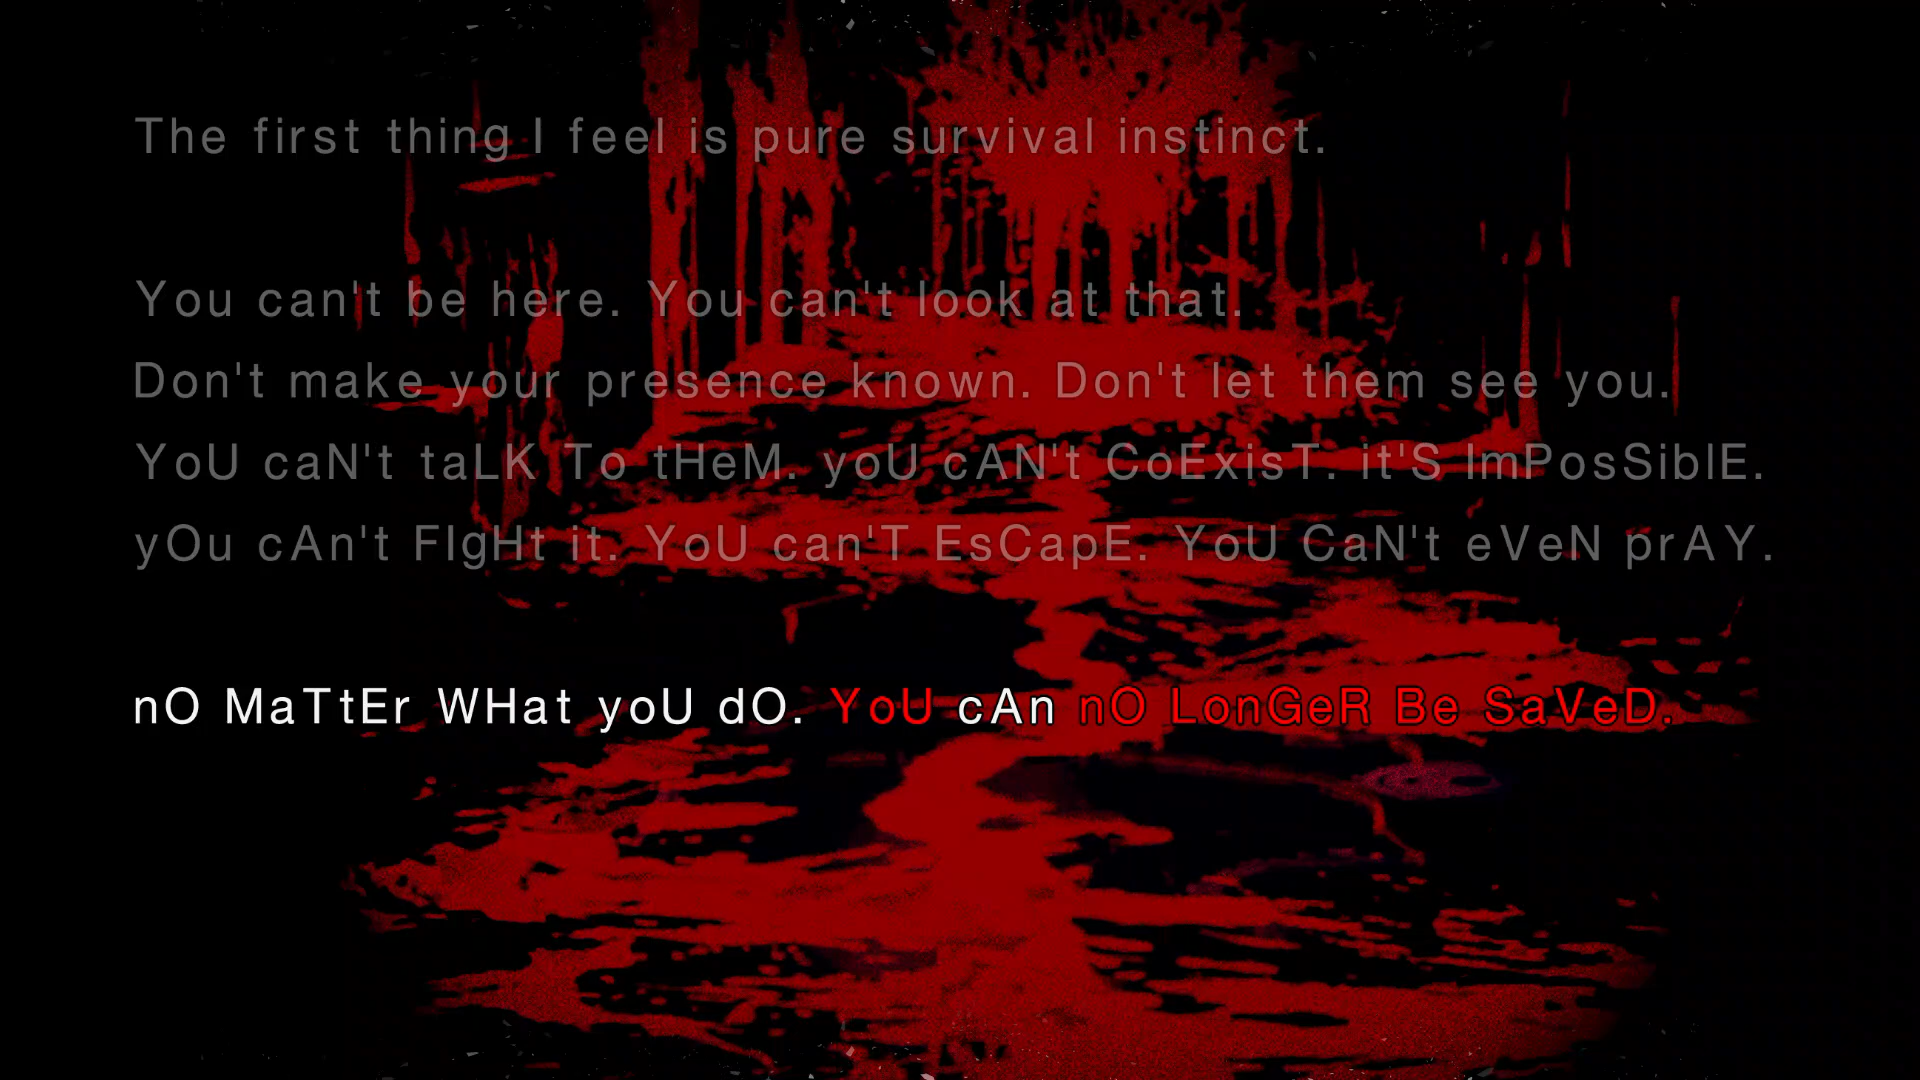 The first thing I feel is pure survival instinct.
You can't be here. You can't look at that.
Don't make your presence known. Don't let them see you.
YoU caN't taLK To tHeM. yoU cAN't CoExisT. it'S ImPosSiblE.
yOu cAn't FIgHt it. YoU can'T EsCapE. YoU CaN't eVeN prAY.
nO MaTtEr WHat yoU dO. YoU cAn nO LonGeR Be SaVeD.